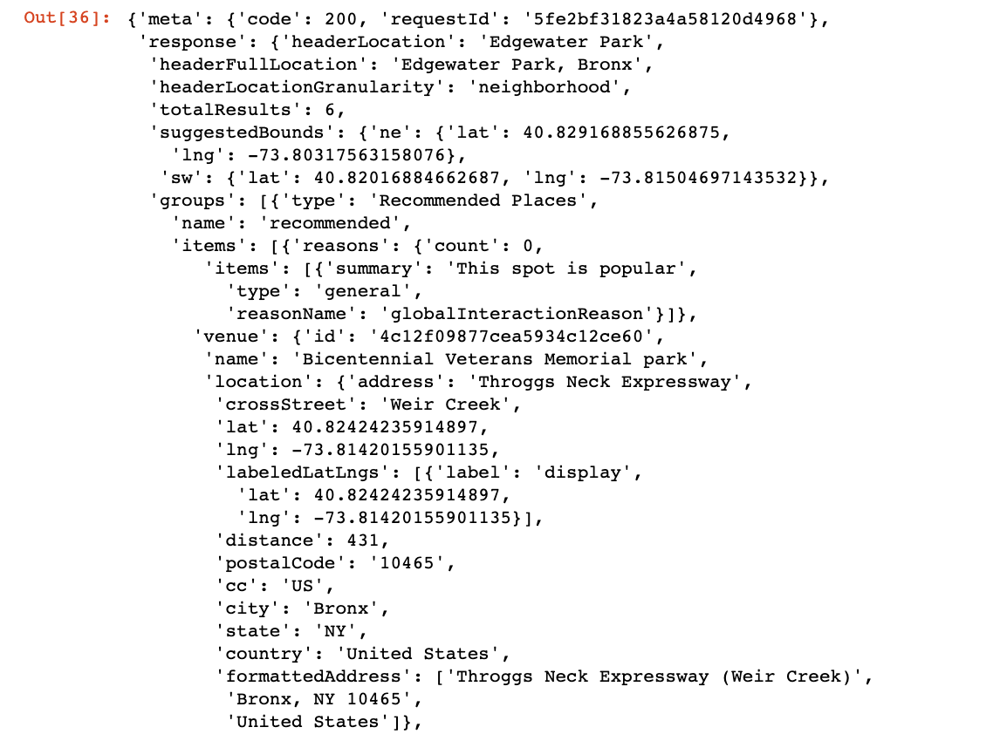 Out[36]: {'meta': {'code': 200, 'requestId': '5fe2bf31823a4a58120d4968'},
'response': {'headerLocation': 'Edgewater Park',
'headerFullLocation': 'Edgewater Park, Bronx',
'headerLocationGranularity': 'neighborhood',
'totalResults': 6,
'suggestedBounds': {'ne': {'lat': 40.829168855626875,
'lng': -73.80317563158076},
'sw': {'lat': 40.82016884662687, 'lng': -73.81504697143532}},
'groups': [{'type': 'Recommended Places',
'name': 'recommended',
'items': [{'reasons': {'count': 0,
'items': [{'summary': 'This spot is popular',
'type': 'general',
'reasonName': 'globalInteractionReason'}]},
'venue': {'id': '4c12f09877cea5934c12ce60',
'name': 'Bicentennial Veterans Memorial park',
'location': {'address': 'Throggs Neck Expressway',
'crossStreet': 'Weir Creek',
'lat': 40.82424235914897,
'lng': -73.81420155901135,
'labeledLatLngs': [{'label': 'display',
'lat': 40.82424235914897,
'lng': -73.81420155901135}],
'distance': 431,
'postalCode': '10465',
'cc': 'US',
'city': 'Bronx',
'state': 'NY',
'country': 'United States',
'formattedAddress': ['Throggs Neck Expressway (Weir Creek)',
'Bronx, NY 10465',
'United States']},